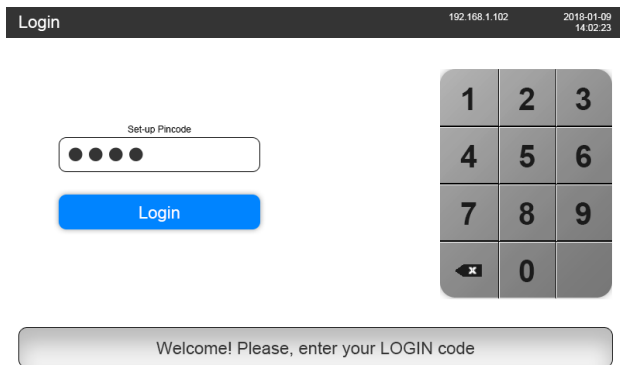 Login
192.168.1.102
2018-01-09
14:02:23
Set-up Pincode
Login
1 2 3
4 5 6
7 8 9
0
Welcome! Please, enter your LOGIN code